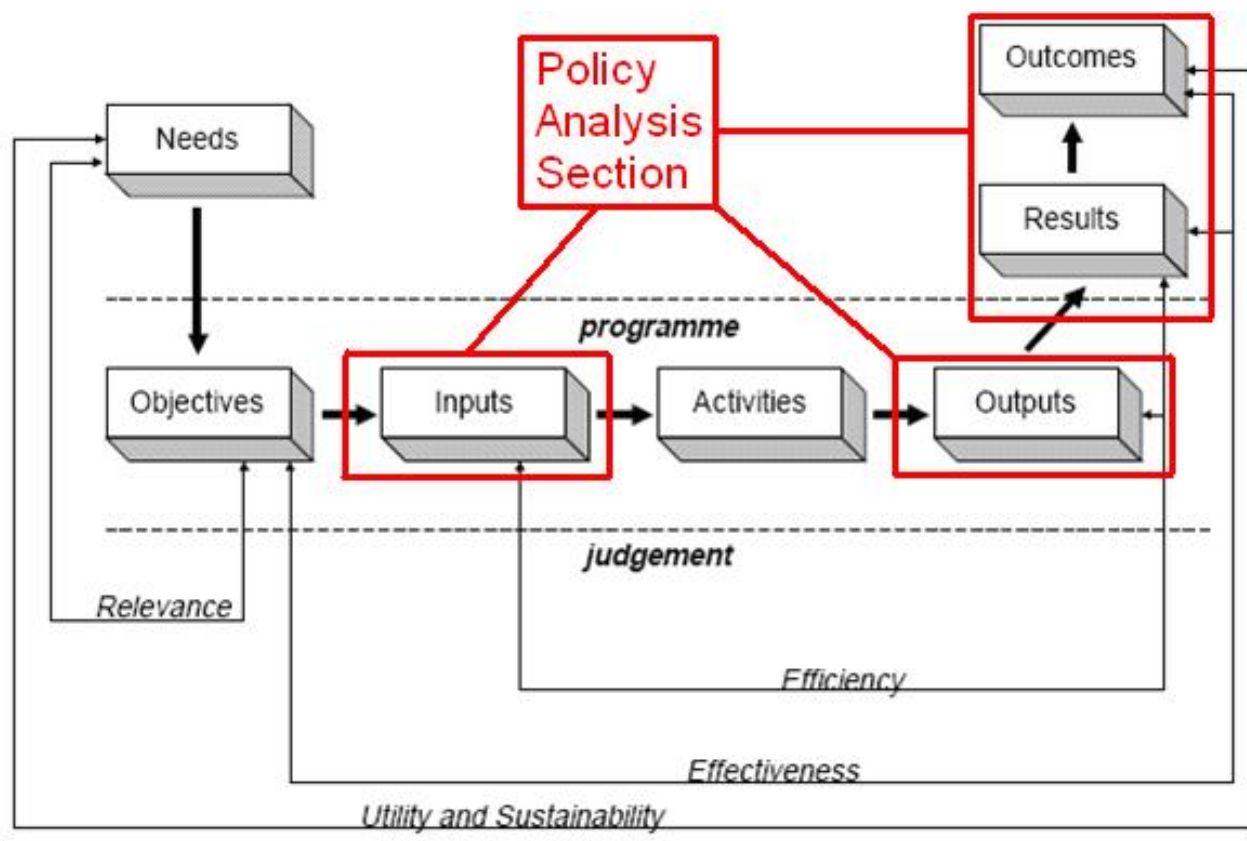 Policy
Analysis
Section
Outcomes
Needs
Results
programme
Objectives
Inputs
Activities
Outputs
judgement
Relevance
Efficiency
Effectiveness
Utility and Sustainability